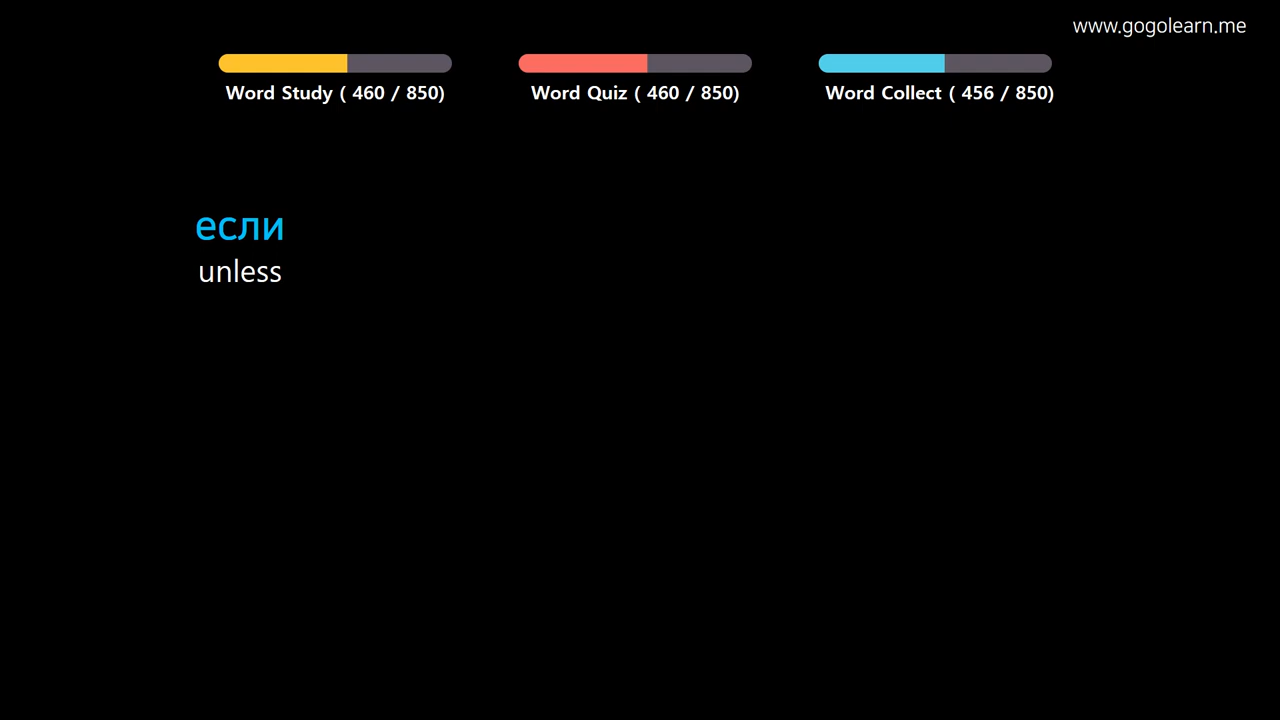 www.gogolearn.me
Word Study ( 460 / 850)
Word Quiz ( 460 / 850)
Word Collect ( 456 / 850)
если
unless